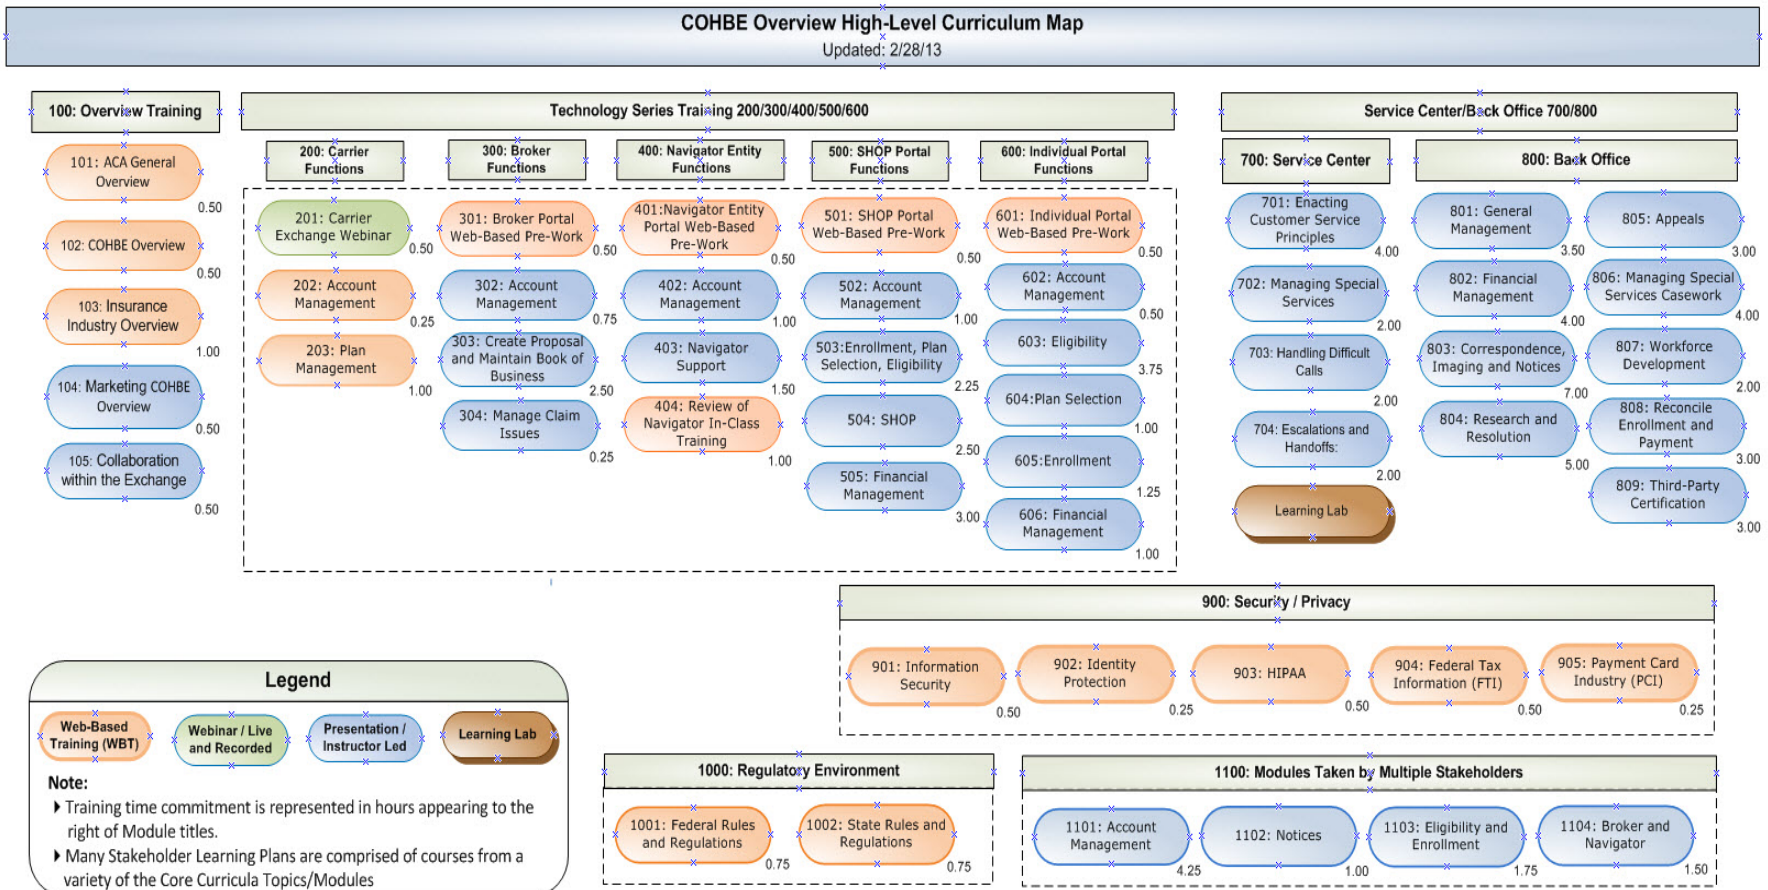 COHBE Overview High-Level Curriculum Map
Updated: 2/28/13
100: Overview Training
101: ACA General
Overview
0.50
102: COHBE Overview
0.50
103: Insurance
Industry Overview
1.00
104: Marketing COHBE
Overview
0.50
105: Collaboration
within the Exchange
0.50
Technology Series Training 200/300/400/500/600
200: Carrier
Functions
201: Carrier
Exchange Webinar
0.50
202: Account
Management
0.25
203: Plan
Management
1.00
300: Broker
Functions
301: Broker Portal
Web-Based Pre-Work
0.50
302: Account
Management
0.75
303: Create Proposal
and Maintain Book of
Business
2.50
304: Manage Claim
Issues
0.25
400: Navigator Entity
Functions
401:Navigator Entity
Portal Web-Based
Pre-Work
0.50
402: Account
Management
1.00
403: Navigator
Support
1.50
404: Review of
Navigator In-Class
Training
1.00
500: SHOP Portal
Functions
501: SHOP Portal
Web-Based Pre-Work
0.50
502: Account
Management
1.00
503:Enrollment, Plan
Selection, Eligibility
2.25
504: SHOP
2.50
505: Financial
Management
3.00
600: Individual Portal
Functions
601: Individual Portal
Web-Based Pre-Work
0.50
602: Account
Management
0.50
603: Eligibility
3.75
604:Plan Selection
1.00
605:Enrollment
1.25
606: Financial
Management
1.00
Service Center/Back Office 700/800
700: Service Center
701: Enacting
Customer Service
Principles
4.00
702: Managing Special
Services
2.00
703: Handling Difficult
Calls
2.00
704: Escalations and
Handoffs:
2.00
Learning Lab
800: Back Office
801: General
Management
3.50
802: Financial
Management
4.00
803: Correspondence,
Imaging and Notices
7.00
804: Research and
Resolution
5.00
805: Appeals
3.00
806: Managing Special
Services Casework
4.00
807: Workforce
Development
2.00
808: Reconcile
Enrollment and
Payment
3.00
809: Third-Party
Certification
3.00
900: Security / Privacy
901: Information
Security
0.50
902: Identity
Protection
0.25
903: HIPAA
0.50
904: Federal Tax
Information (FTI)
0.50
905: Payment Card
Industry (PCI)
0.25
Legend
Web-Based
Training (WBT)
Webinar / Live
and Recorded
Presentation /
Instructor Led
Learning Lab
Note:
Training time commitment is represented in hours appearing to the
right of Module titles.
Many Stakeholder Learning Plans are comprised of courses from a
variety of the Core Curricula Topics/Modules
1000: Regulatory Environment
1001: Federal Rules
and Regulations
0.75
1002: State Rules and
Regulations
0.75
1100: Modules Taken by Multiple Stakeholders
1101: Account
Management
4.25
1102: Notices
1.00
1103: Eligibility and
Enrollment
1.75
1104: Broker and
Navigator
1.50